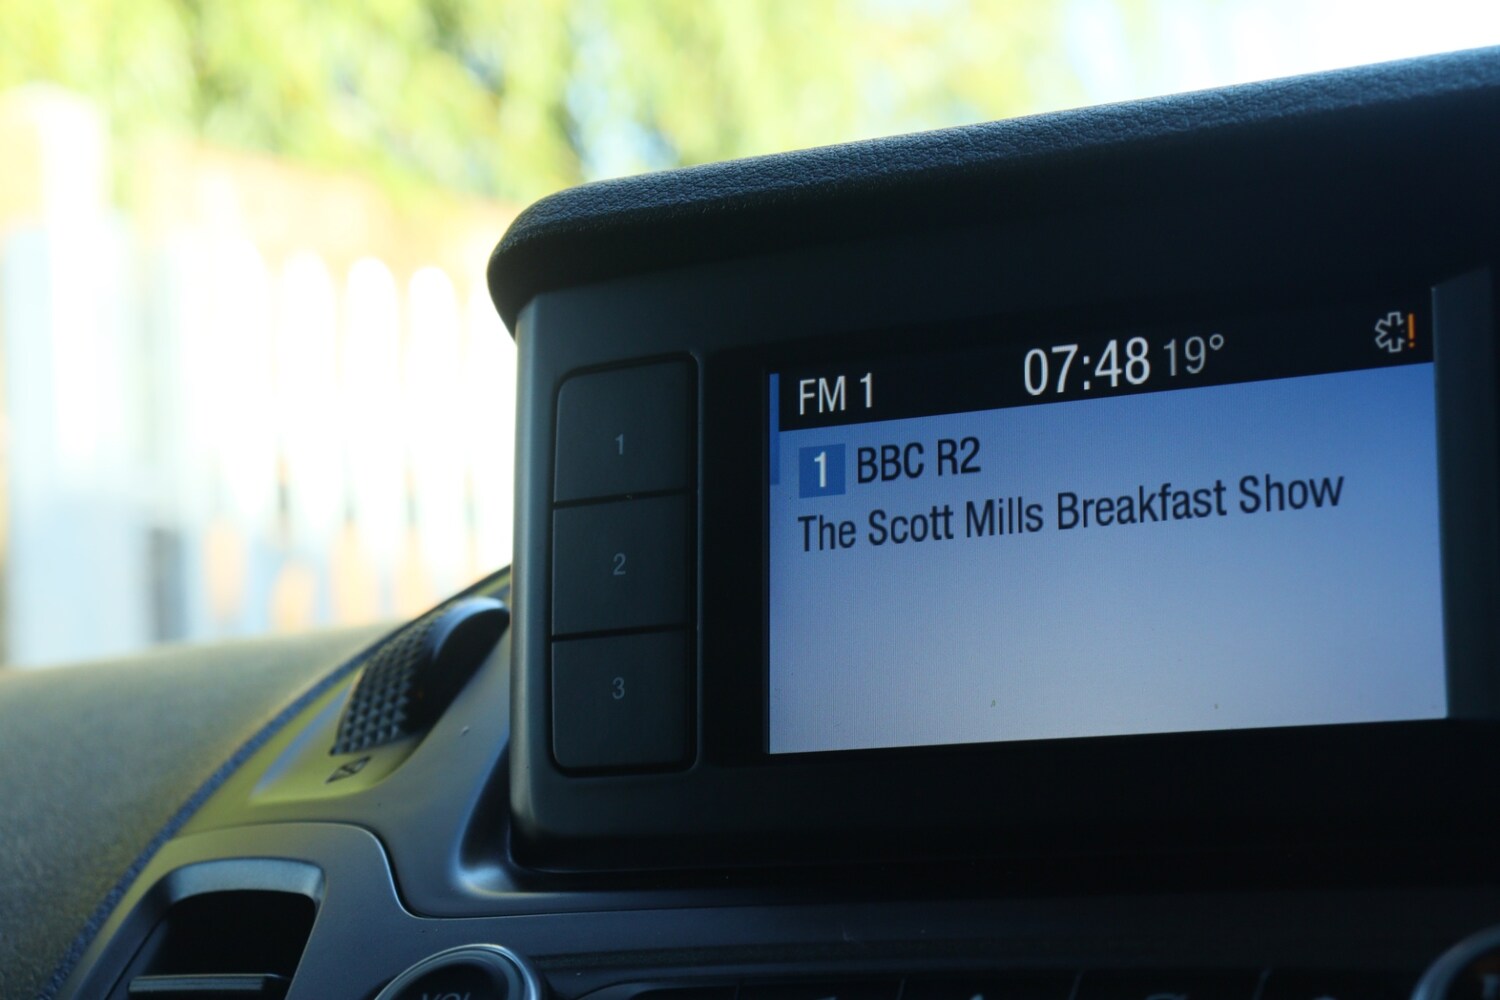 FM 1 07:48 19°
1 BBC R2
The Scott Mills Breakfast Show
1
2
3